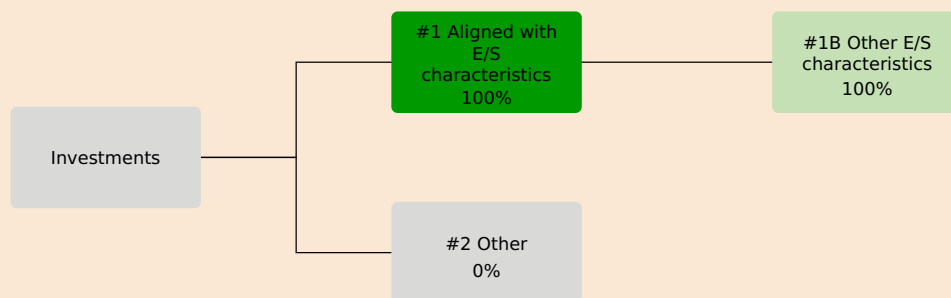 #1 Aligned with
E/S
characteristics
100%
#1B Other E/S
characteristics
100%
Investments
#2 Other
0%